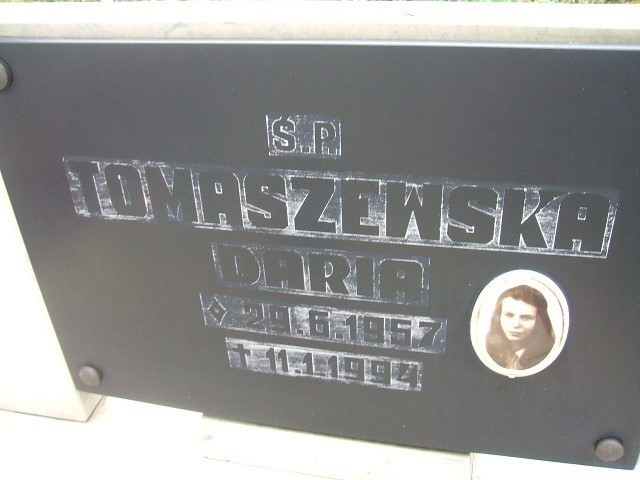 Ś.P.
TOMASZEWSKA
DARIA
29.6.1957
† 11.1.1994